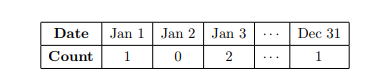 Date Jan 1 Jan 2 Jan 3 ⋯ Dec 31
Count 1 0 2 ⋯ 1